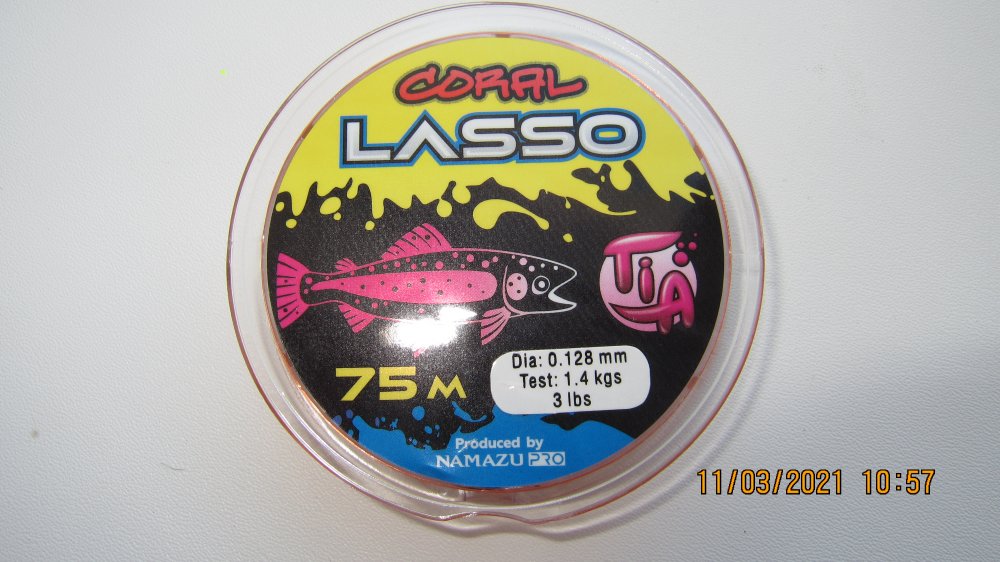 CORAL
LASSO
TiA
75 M
Dia: 0.128 mm
Test: 1.4 kgs
3 lbs
Produced by
NAMAZU PRO
11/03/2021 10:57